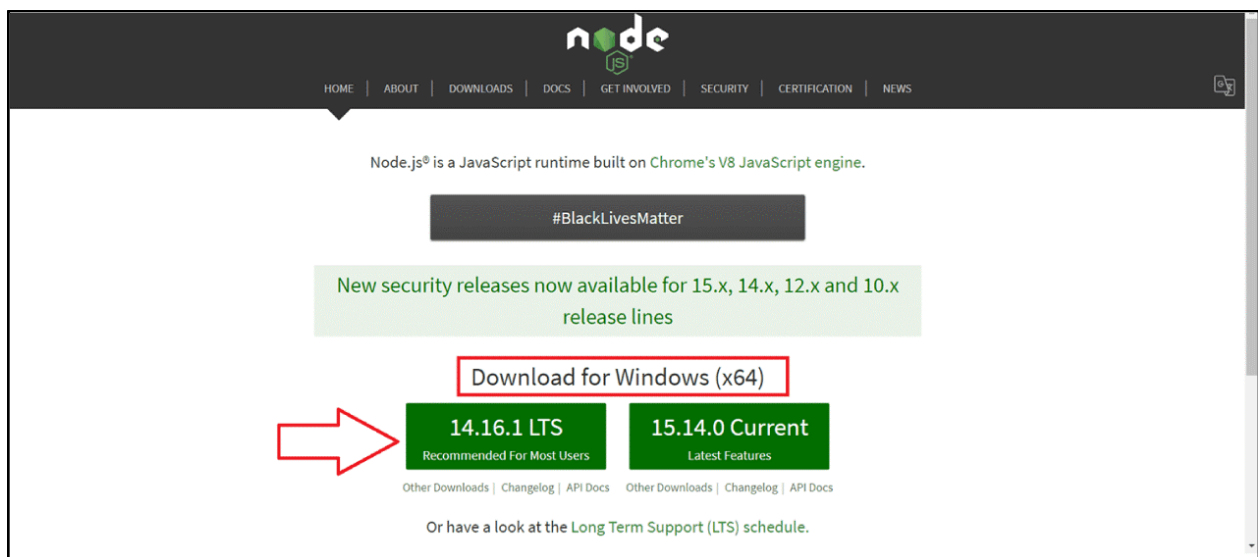 node
JS
HOME | ABOUT | DOWNLOADS | DOCS | GET INVOLVED | SECURITY | CERTIFICATION | NEWS
Node.js® is a JavaScript runtime built on Chrome's V8 JavaScript engine.
#BlackLivesMatter
New security releases now available for 15.x, 14.x, 12.x and 10.x
release lines
Download for Windows (x64)
14.16.1 LTS
Recommended For Most Users
15.14.0 Current
Latest Features
Other Downloads | Changelog | API Docs
Other Downloads | Changelog | API Docs
Or have a look at the Long Term Support (LTS) schedule.